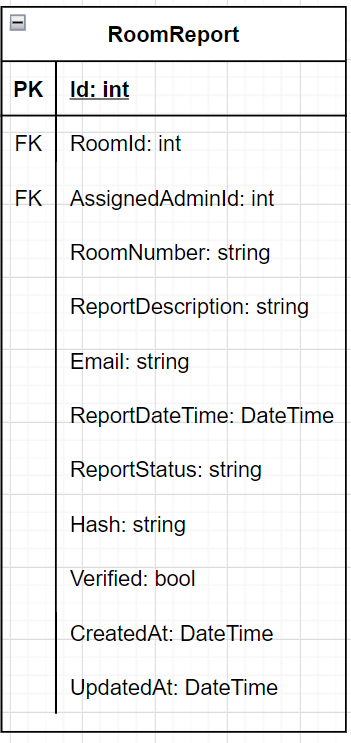 RoomReport
PK Id: int
FK RoomId: int
FK AssignedAdminId: int
RoomNumber: string
ReportDescription: string
Email: string
ReportDateTime: DateTime
ReportStatus: string
Hash: string
Verified: bool
CreatedAt: DateTime
UpdatedAt: DateTime